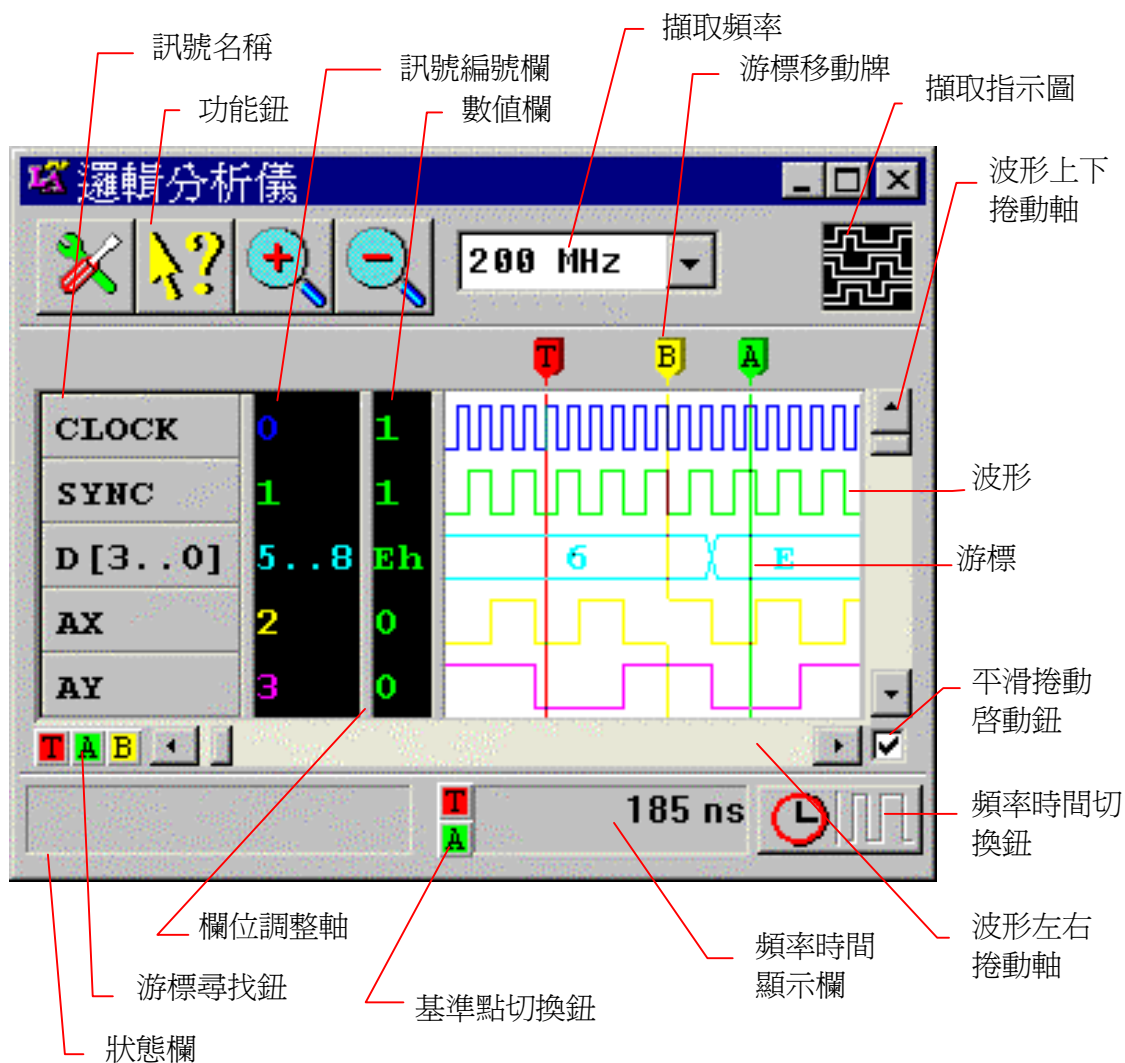 訊號名稱
擷取頻率
訊號編號欄
游標移動牌
功能鈕
數值欄
擷取指示圖
邏輯分析儀
波形上下
捲動軸
200 MHz
T B A
CLOCK 0 1
SYNC 1 1
波形
D[3..0] 5..8 Eh 6 E
游標
AX 2 0
AY 3 0
平滑捲動
啓動鈕
T A B
T
A
185 ns
頻率時間切
換鈕
欄位調整軸
頻率時間
顯示欄
波形左右
捲動軸
游標尋找鈕
基準點切換鈕
狀態欄